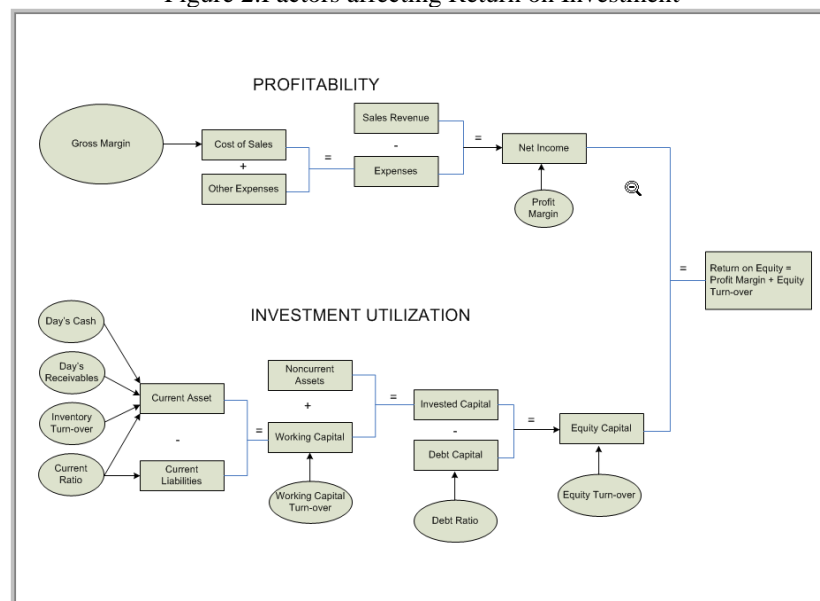 Figure 2.Factors affecting Return on Investment
PROFITABILITY
Gross Margin
Cost of Sales
+
Other Expenses
=
Sales Revenue
-
Expenses
=
Net Income
Profit
Margin
=
Return on Equity =
Profit Margin + Equity
Turn-over
INVESTMENT UTILIZATION
Day's Cash
Day's
Receivables
Inventory
Turn-over
Current
Ratio
Current Asset
-
Current
Liabilities
=
Noncurrent
Assets
+
Working Capital
Working Capital
Turn-over
=
Invested Capital
-
Debt Capital
Debt Ratio
=
Equity Capital
Equity Turn-over